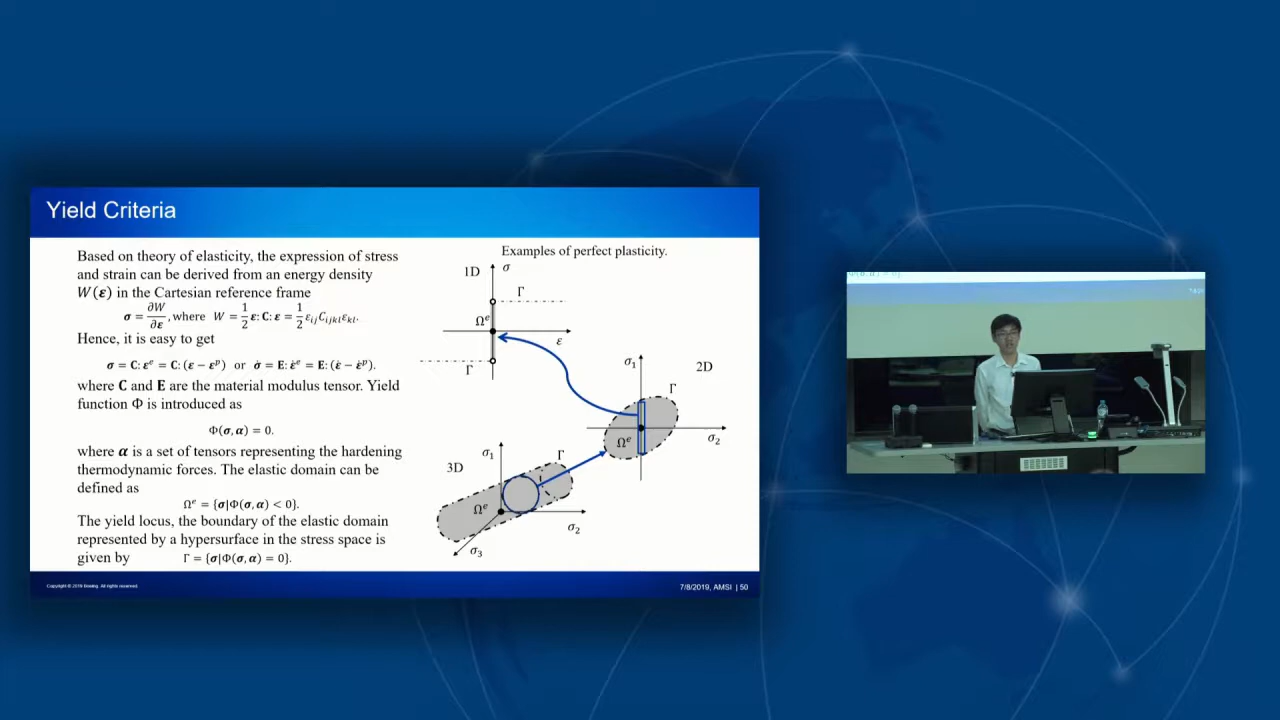 Yield Criteria
Based on theory of elasticity, the expression of stress
and strain can be derived from an energy density
W(ε) in the Cartesian reference frame
σ = ∂W/∂ε, where W = 1/2 ε: C: ε = 1/2 ε_ij C_ijkl ε_kl.
Hence, it is easy to get
σ = C: ε^e = C: (ε − ε^p) or σ̇ = E: ε̇^e = E: (ε̇ − ε̇^p).
where C and E are the material modulus tensor. Yield
function Φ is introduced as
Φ(σ, α) = 0.
where α is a set of tensors representing the hardening
thermodynamic forces. The elastic domain can be
defined as
Ω^e = {σ|Φ(σ, α) < 0}.
The yield locus, the boundary of the elastic domain
represented by a hypersurface in the stress space is
given by Γ = {σ|Φ(σ, α) = 0}.
Examples of perfect plasticity.
1D
σ
Γ
Ω^e
ε
Γ
2D
σ1
Γ
Ω^e
σ2
3D
σ1
Γ
Ω^e
σ2
σ3
Copyright © 2019 Boeing. All rights reserved.
7/8/2019, AMSI | 50